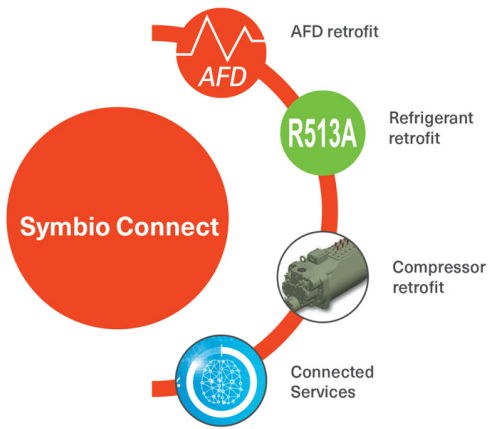 AFD retrofit
AFD
R513A
Refrigerant
retrofit
Symbio Connect
Compressor
retrofit
Connected
Services